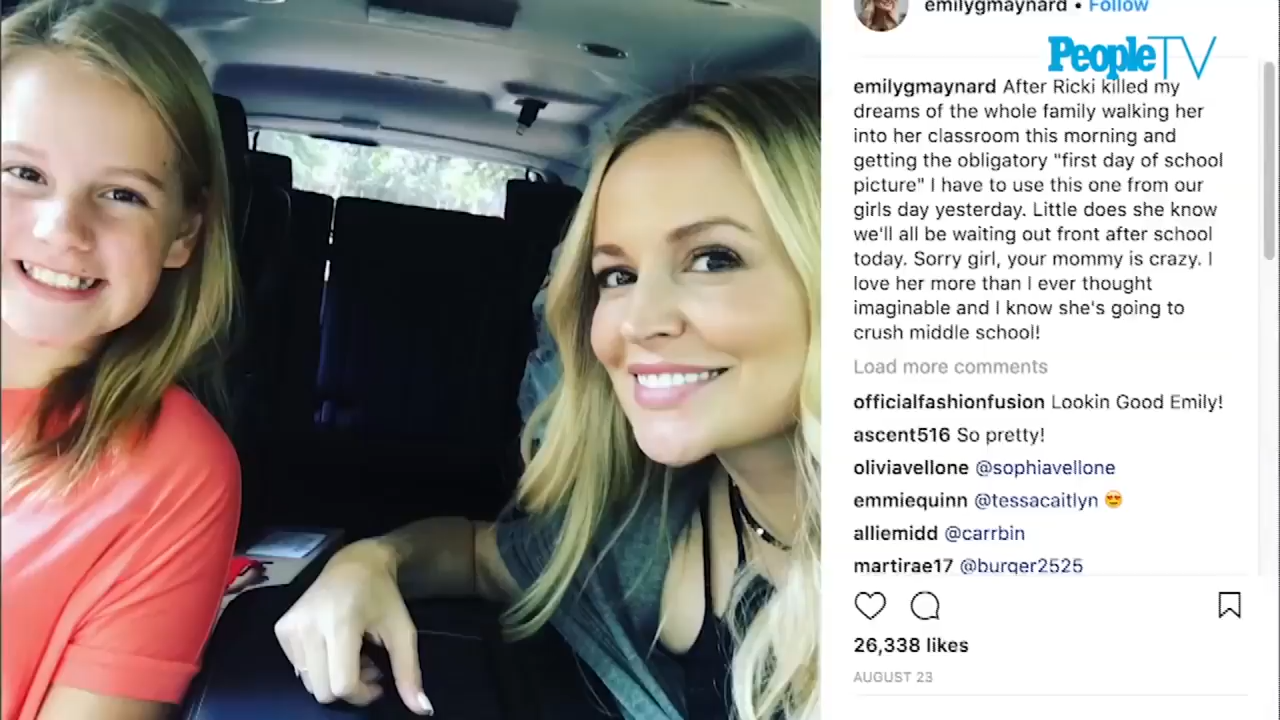 emilygmaynard • Follow
PeopleTV
emilygmaynard After Ricki killed my
dreams of the whole family walking her
into her classroom this morning and
getting the obligatory "first day of school
picture" I have to use this one from our
girls day yesterday. Little does she know
we'll all be waiting out front after school
today. Sorry girl, your mommy is crazy. I
love her more than I ever thought
imaginable and I know she's going to
crush middle school!
Load more comments
officialfashionfusion Lookin Good Emily!
ascent516 So pretty!
oliviavellone @sophiavellone
emmiequinn @tessacaitlyn 😍
alliemidd @carrbin
martirae17 @burger2525
26,338 likes
AUGUST 23